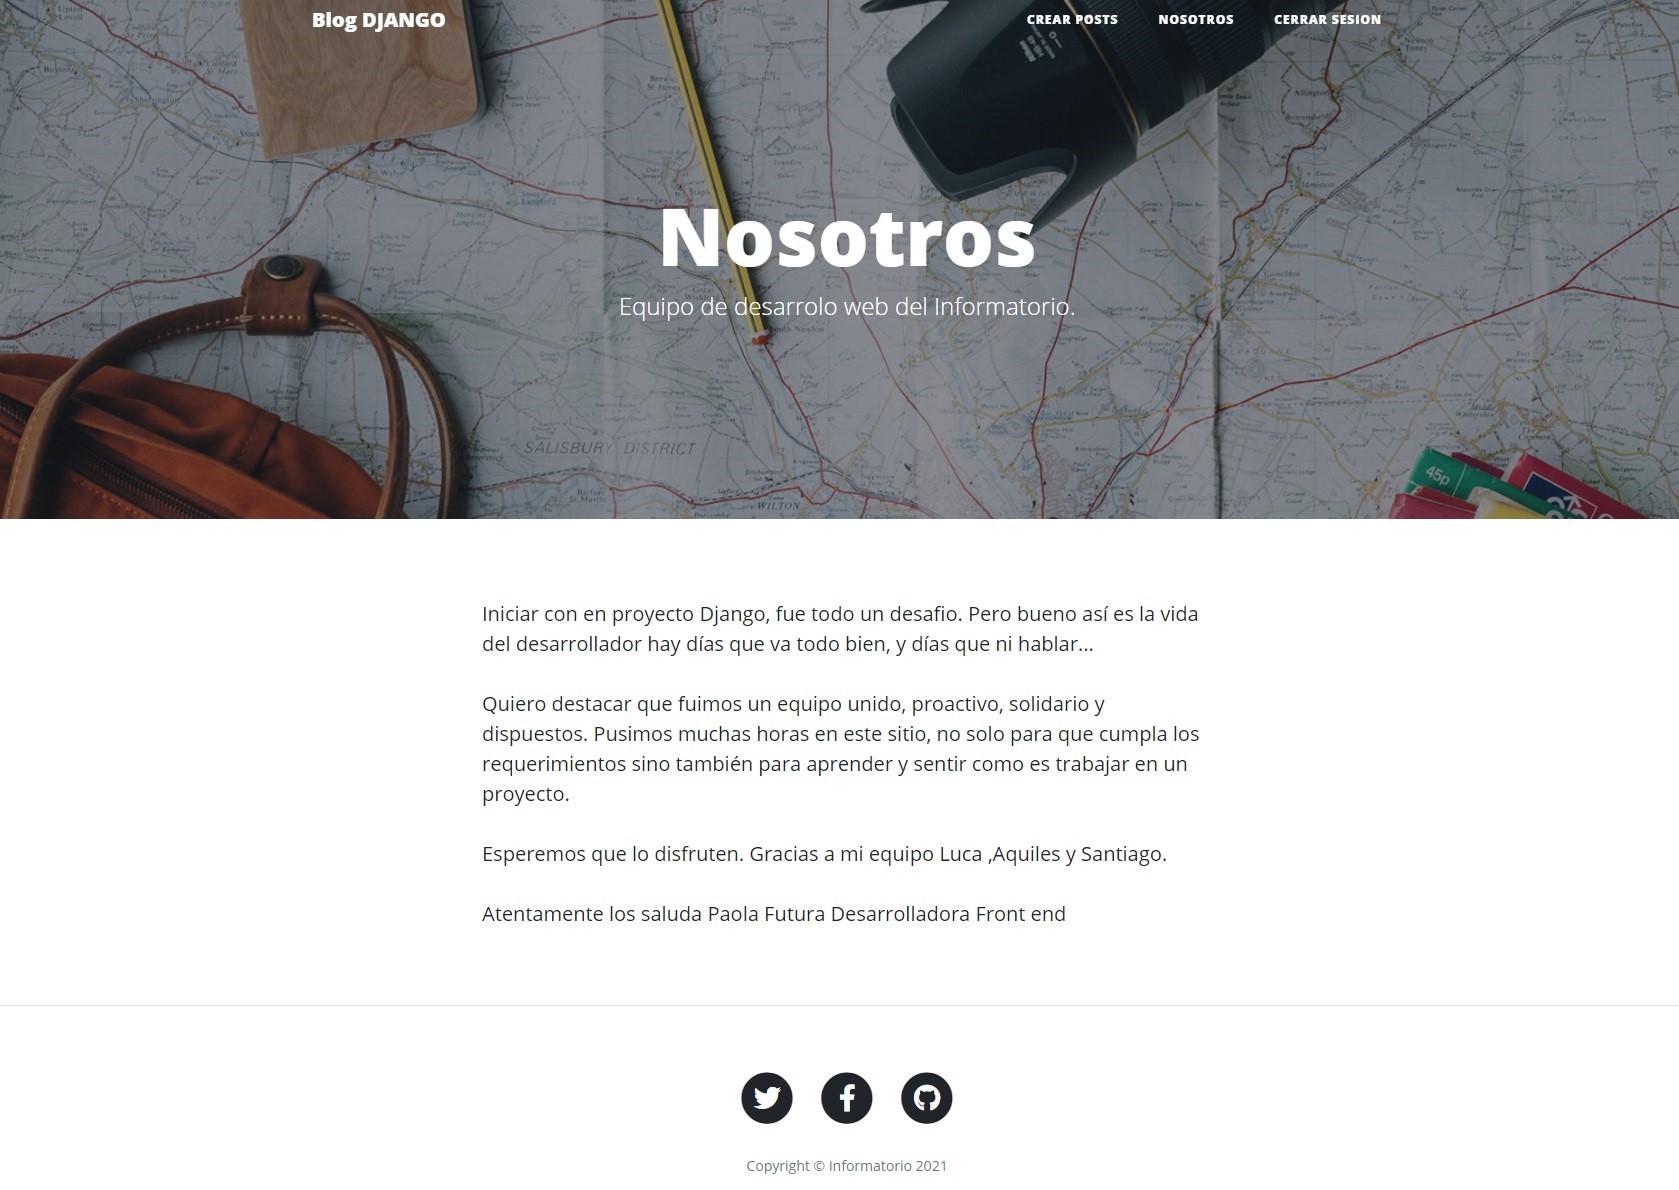 Blog DJANGO
CREAR POSTS
NOSOTROS
CERRAR SESION
Nosotros
Equipo de desarrolo web del Informatorio.
SALISBURY DISTRICT
WILTON
45p
Iniciar con en proyecto Django, fue todo un desafio. Pero bueno así es la vida
del desarrollador hay días que va todo bien, y días que ni hablar...
Quiero destacar que fuimos un equipo unido, proactivo, solidario y
dispuestos. Pusimos muchas horas en este sitio, no solo para que cumpla los
requerimientos sino también para aprender y sentir como es trabajar en un
proyecto.
Esperemos que lo disfruten. Gracias a mi equipo Luca ,Aquiles y Santiago.
Atentamente los saluda Paola Futura Desarrolladora Front end
Copyright © Informatorio 2021